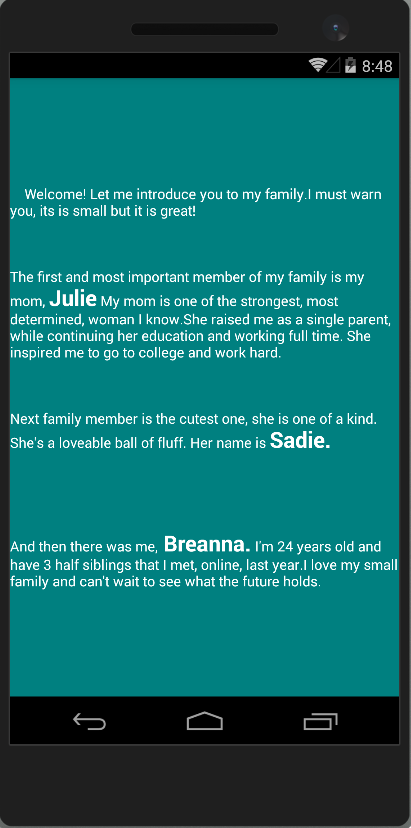 8:48
Welcome! Let me introduce you to my family.I must warn
you, its is small but it is great!
The first and most important member of my family is my
mom, Julie My mom is one of the strongest, most
determined, woman I know.She raised me as a single parent,
while continuing her education and working full time. She
inspired me to go to college and work hard.
Next family member is the cutest one, she is one of a kind.
She's a loveable ball of fluff. Her name is Sadie.
And then there was me, Breanna. I'm 24 years old and
have 3 half siblings that I met, online, last year.I love my small
family and can't wait to see what the future holds.